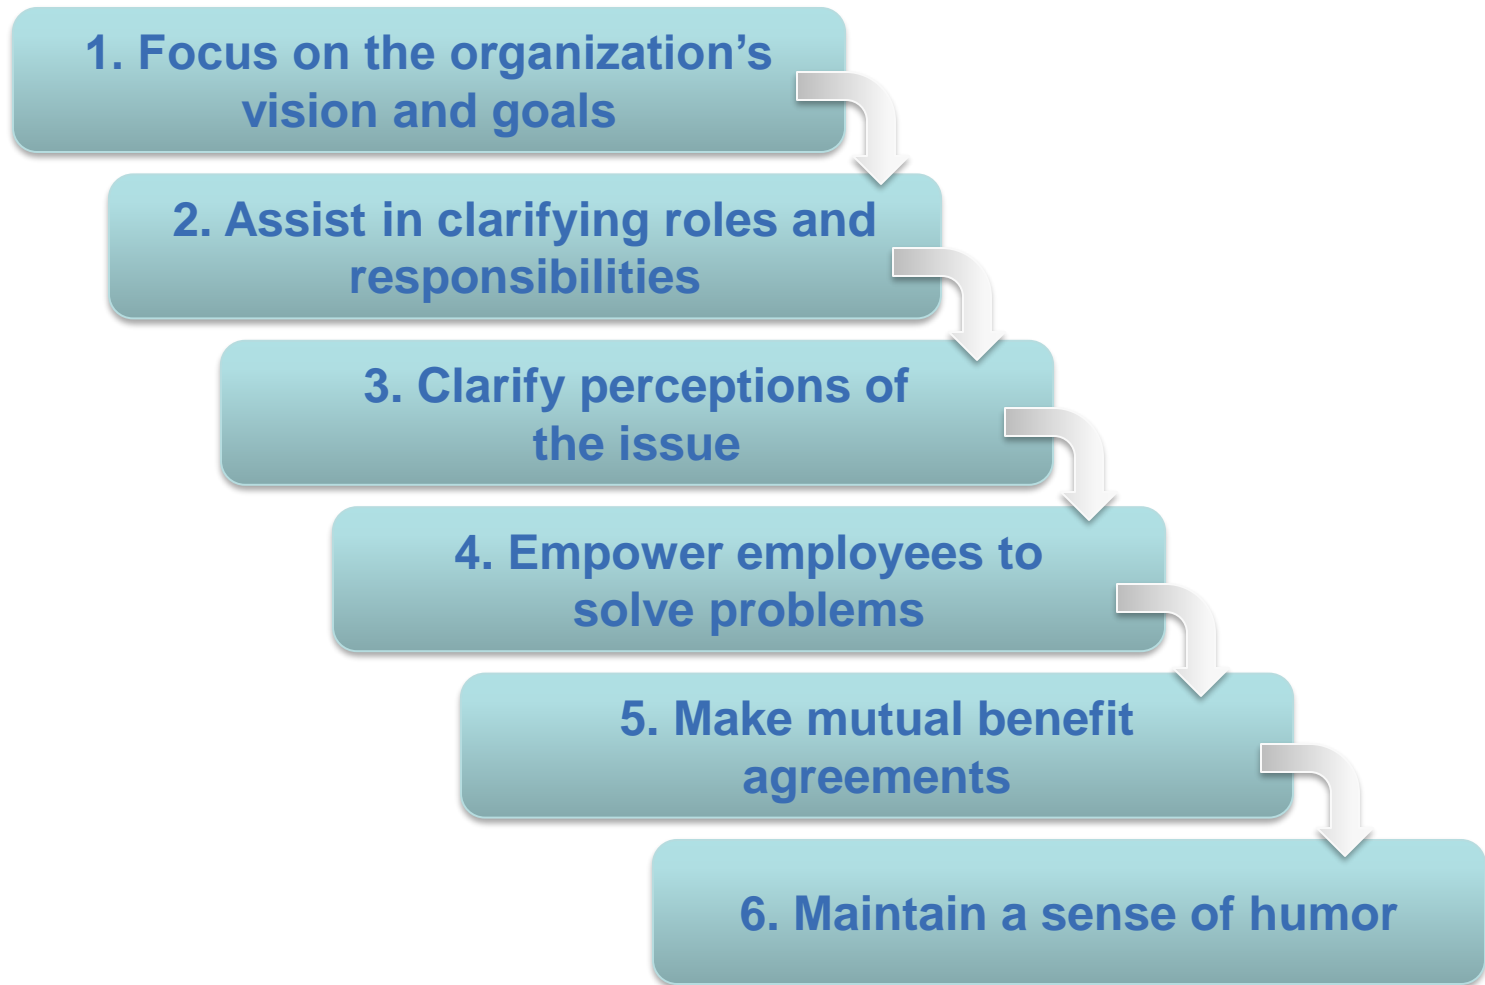 1. Focus on the organization’s
vision and goals
2. Assist in clarifying roles and
responsibilities
3. Clarify perceptions of
the issue
4. Empower employees to
solve problems
5. Make mutual benefit
agreements
6. Maintain a sense of humor